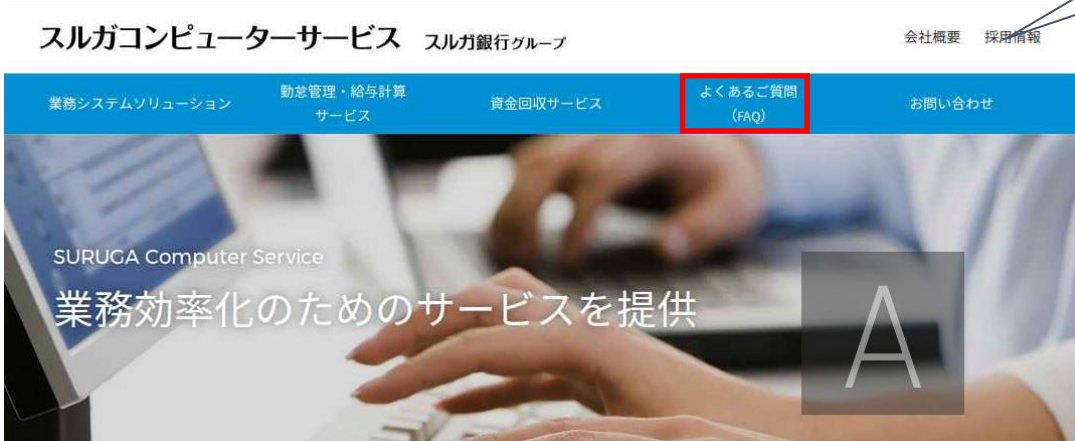 スルガコンピューターサービス スルガ銀行グループ
会社概要 採用情報
業務システムソリューション
勤怠管理・給与計算
サービス
資金回収サービス
よくあるご質問
(FAQ)
お問い合わせ
SURUGA Computer Service
業務効率化のためのサービスを提供
A